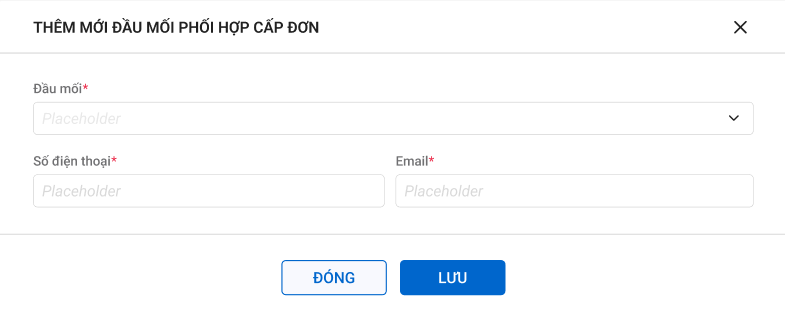 THÊM MỚI ĐẦU MỐI PHỐI HỢP CẤP ĐƠN
Đầu mối*
Placeholder
Số điện thoại* Email*
Placeholder Placeholder
ĐÓNG LƯU